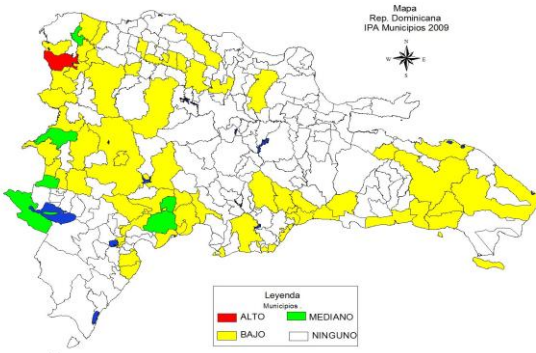 Mapa
Rep. Dominicana
IPA Municipios 2009
N
W E
S
Leyenda
Municipios .
ALTO MEDIANO
BAJO NINGUNO